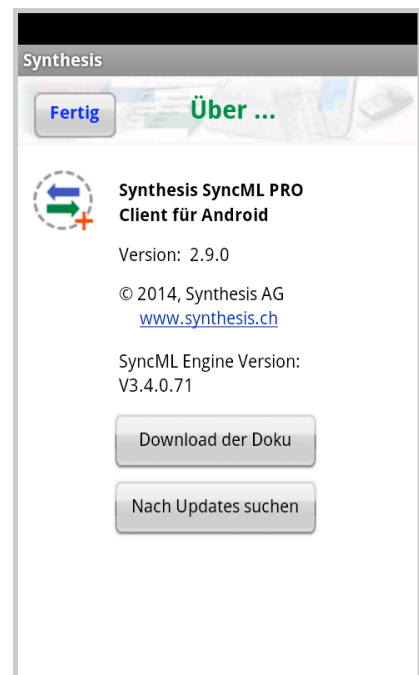 Synthesis
Fertig
Über ...
Synthesis SyncML PRO
Client für Android
Version: 2.9.0
© 2014, Synthesis AG
www.synthesis.ch
SyncML Engine Version:
V3.4.0.71
Download der Doku
Nach Updates suchen